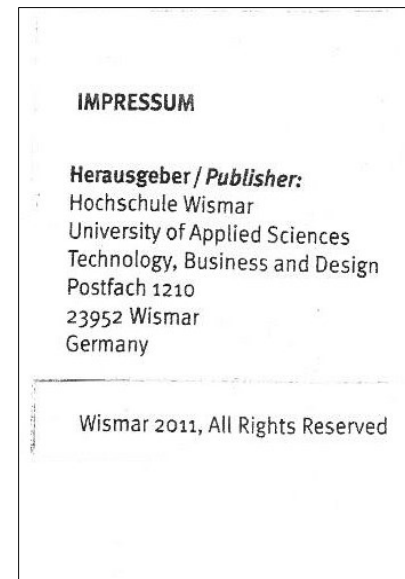 IMPRESSUM
Herausgeber / Publisher:
Hochschule Wismar
University of Applied Sciences
Technology, Business and Design
Postfach 1210
23952 Wismar
Germany
Wismar 2011, All Rights Reserved